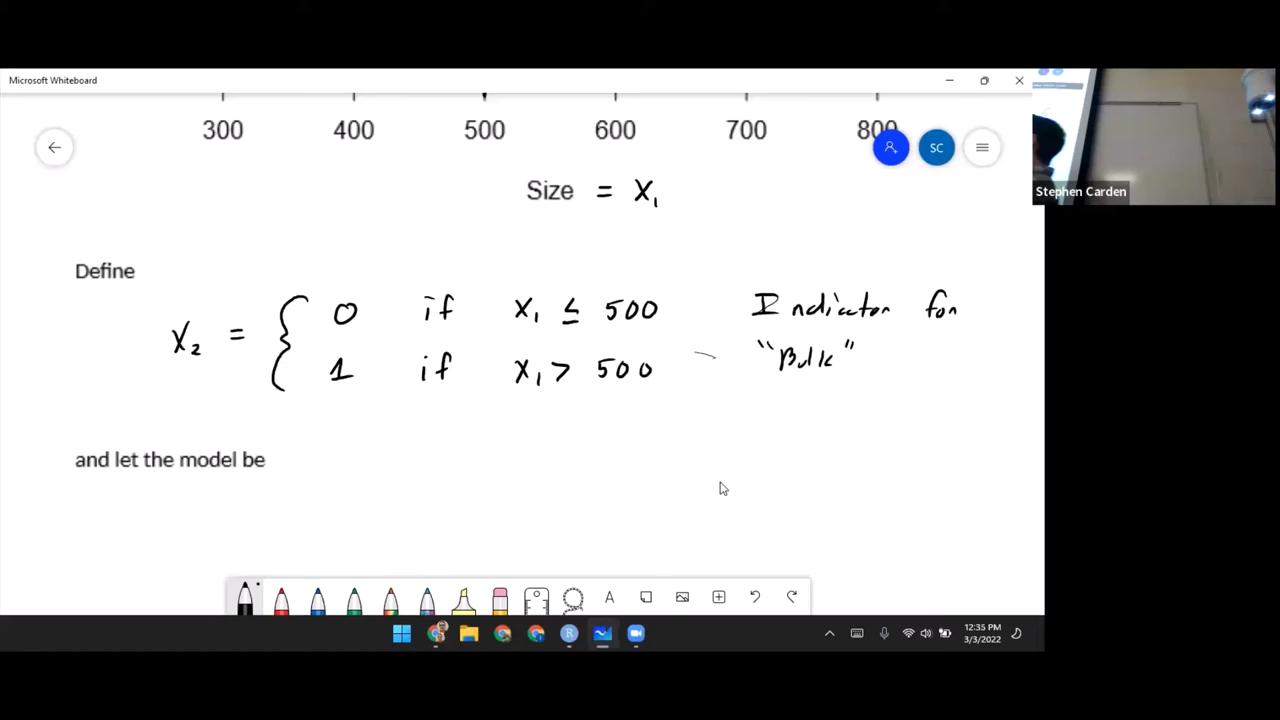 Microsoft Whiteboard
300 400 500 600 700 800
SC
Size = X₁
Stephen Carden
Define
X₂ = { 0 if X₁ ≤ 500
1 if X₁ > 500
Indicator for
"Bulk"
and let the model be
A
12:35 PM
3/3/2022